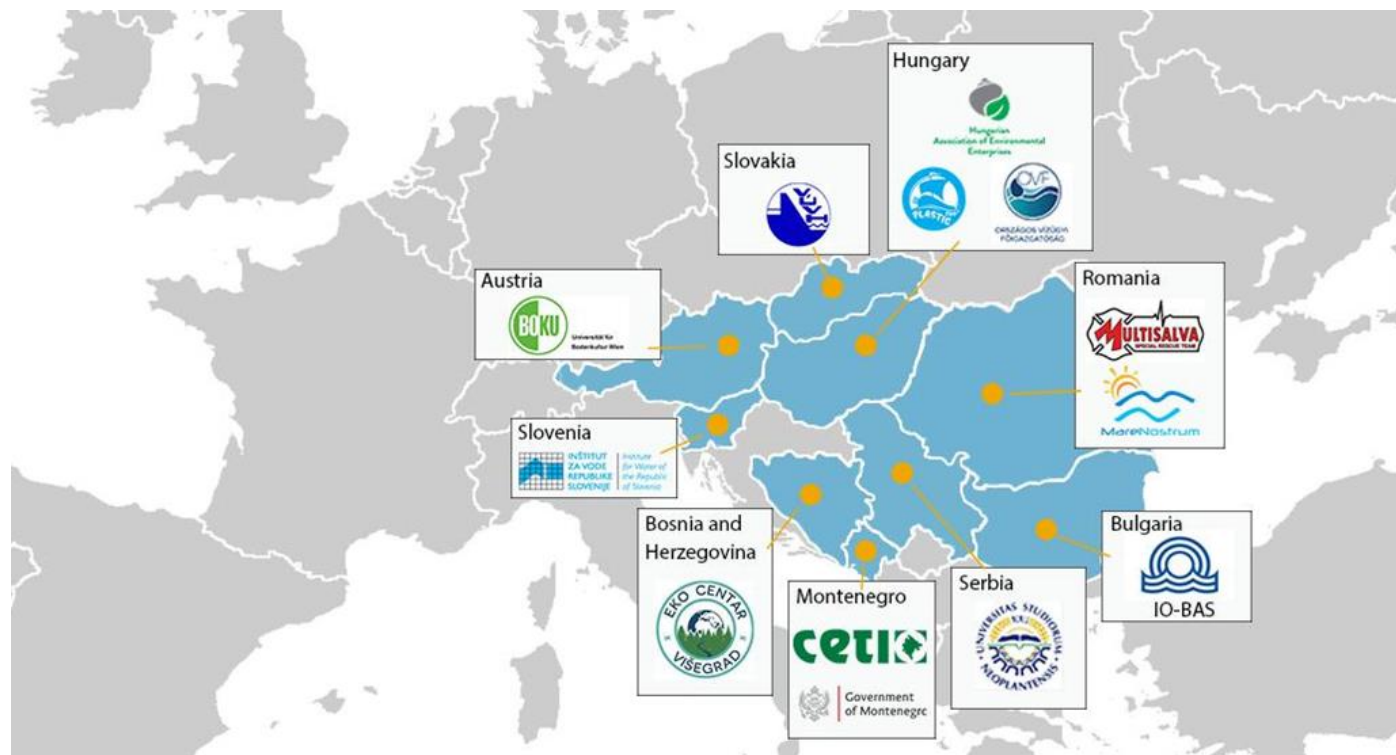 Hungary
Hungarian
Association of Environmental
Enterprises
PLASTIC
OVF
ORSZÁGOS VÍZÜGYI
FŐIGAZGATÓSÁG
Slovakia
Austria
BOKU
Universität für
Bodenkultur Wien
Romania
MULTISALVA
SPECIAL RESCUE TEAM
MareNostrum
Slovenia
INŠTITUT
ZA VODE
REPUBLIKE
SLOVENIJE
Institute
for Water of
the Republic
of Slovenia
Bosnia and
Herzegovina
EKO CENTAR
VIŠEGRAD
Montenegro
CETI
Government
of Montenegro
Serbia
UNIVERSITAS STUDIORUM
NEOPLANTENSIS
Bulgaria
IO-BAS